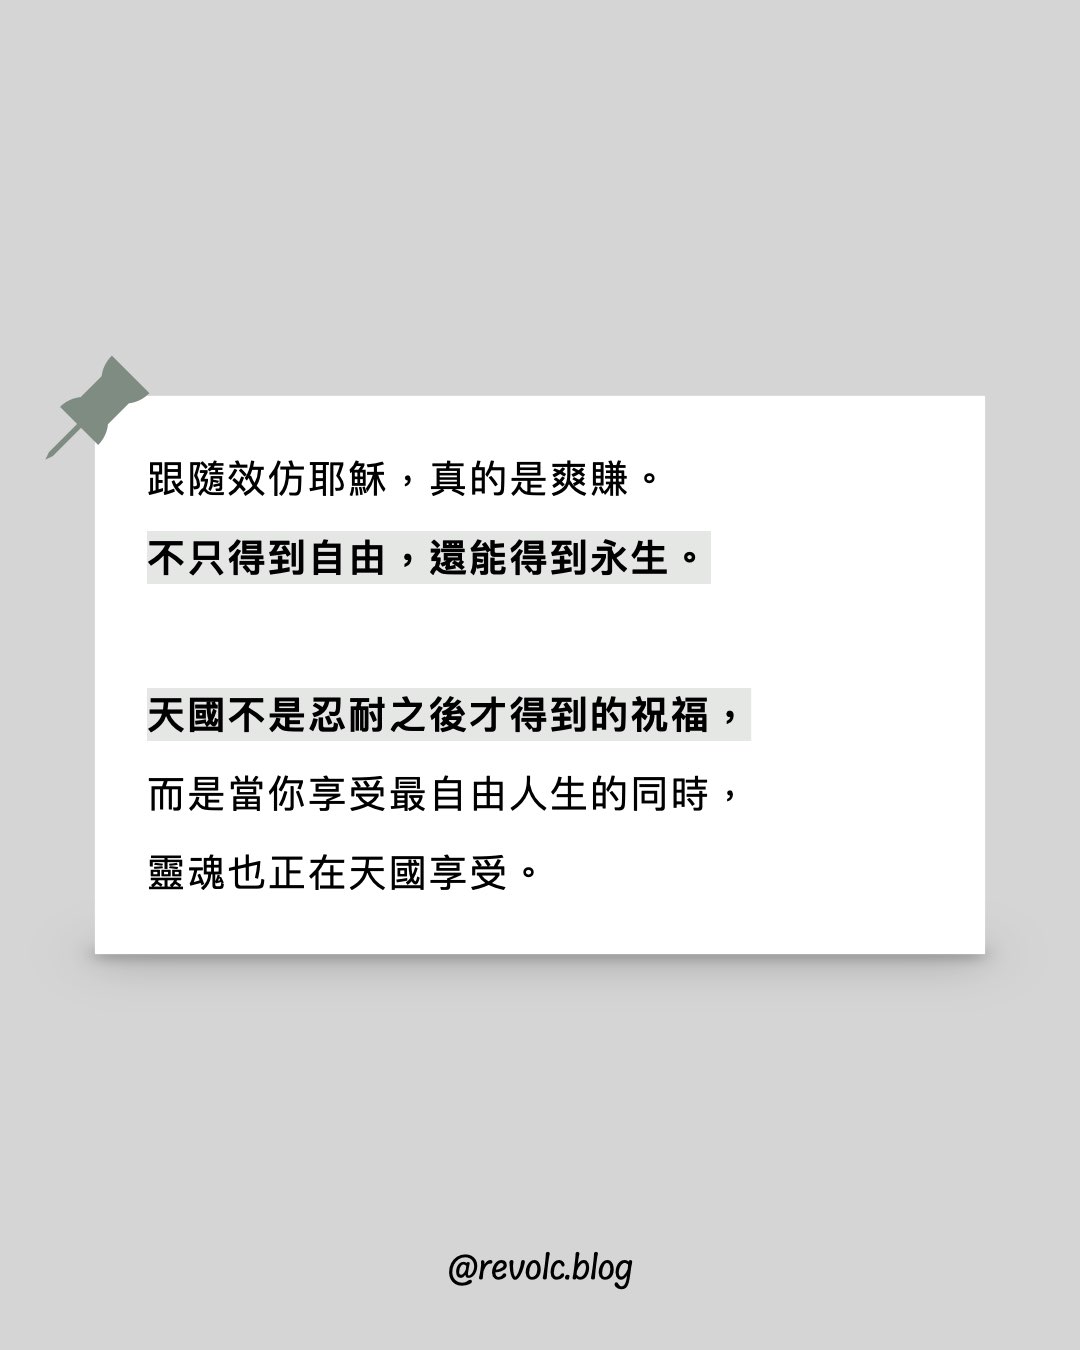 跟隨效仿耶穌，真的是爽賺。
不只得到自由，還能得到永生。
天國不是忍耐之後才得到的祝福，
而是當你享受最自由人生的同時，
靈魂也正在天國享受。
@revolc.blog